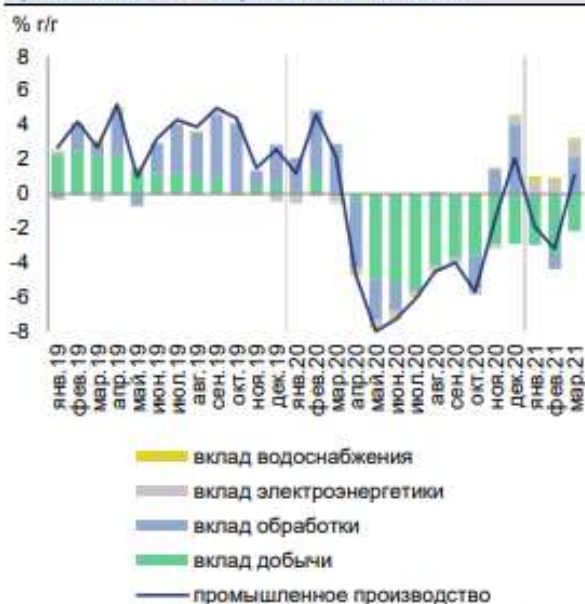 % г/г
8
6
4
2
0
-2
-4
-6
-8
янв.19
фев.19
мар.19
апр.19
май.19
июн.19
июл.19
авг.19
сен.19
окт.19
ноя.19
дек.19
янв.20
фев.20
мар.20
апр.20
май.20
июн.20
июл.20
авг.20
сен.20
окт.20
ноя.20
дек.20
янв.21
фев.21
мар.21
вклад водоснабжения
вклад электроэнергетики
вклад обработки
вклад добычи
промышленное производство